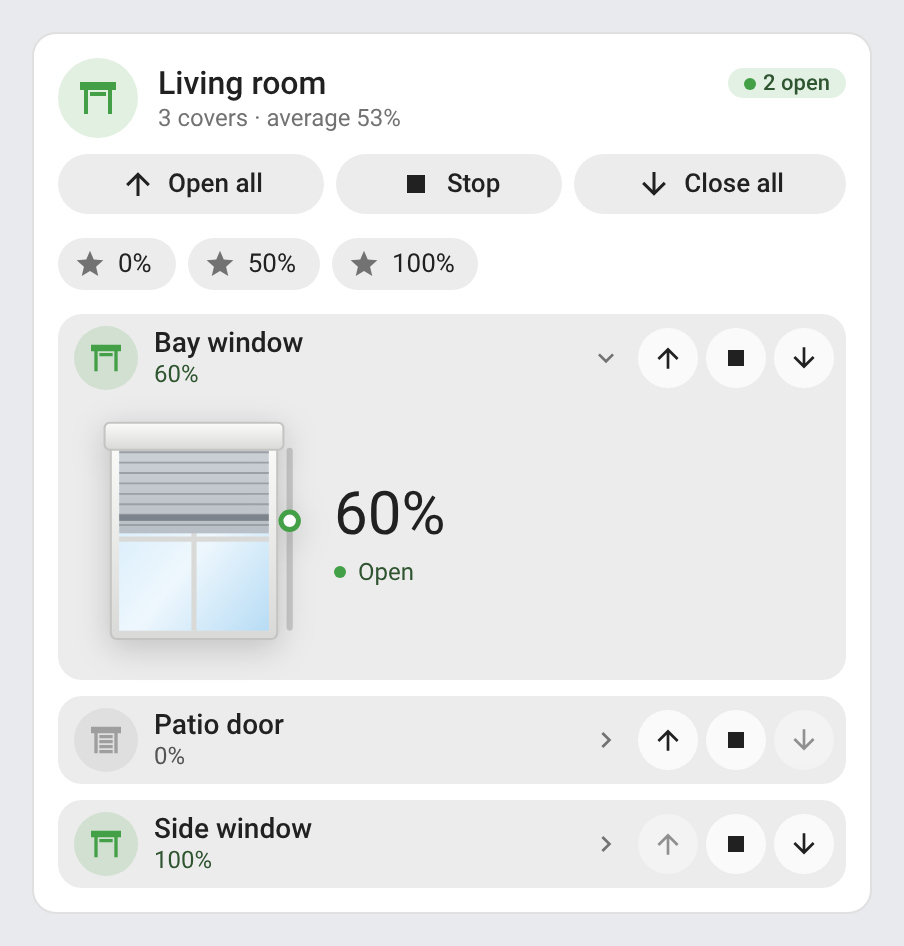 Living room
2 open
3 covers · average 53%
Open all
Stop
Close all
0%
50%
100%
Bay window
60%
60%
Open
Patio door
0%
Side window
100%